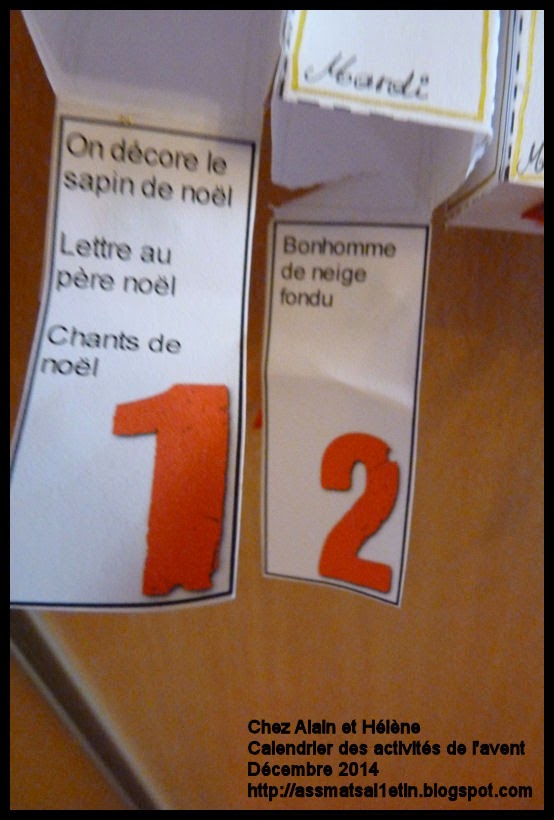 Mardi
On décore le
sapin de noël
Lettre au
père noël
Chants de
noël
1
Bonhomme
de neige
fondu
2
Chez Alain et Hélène
Calendrier des activités de l'avent
Décembre 2014
http://assmatsal1etln.blogspot.com